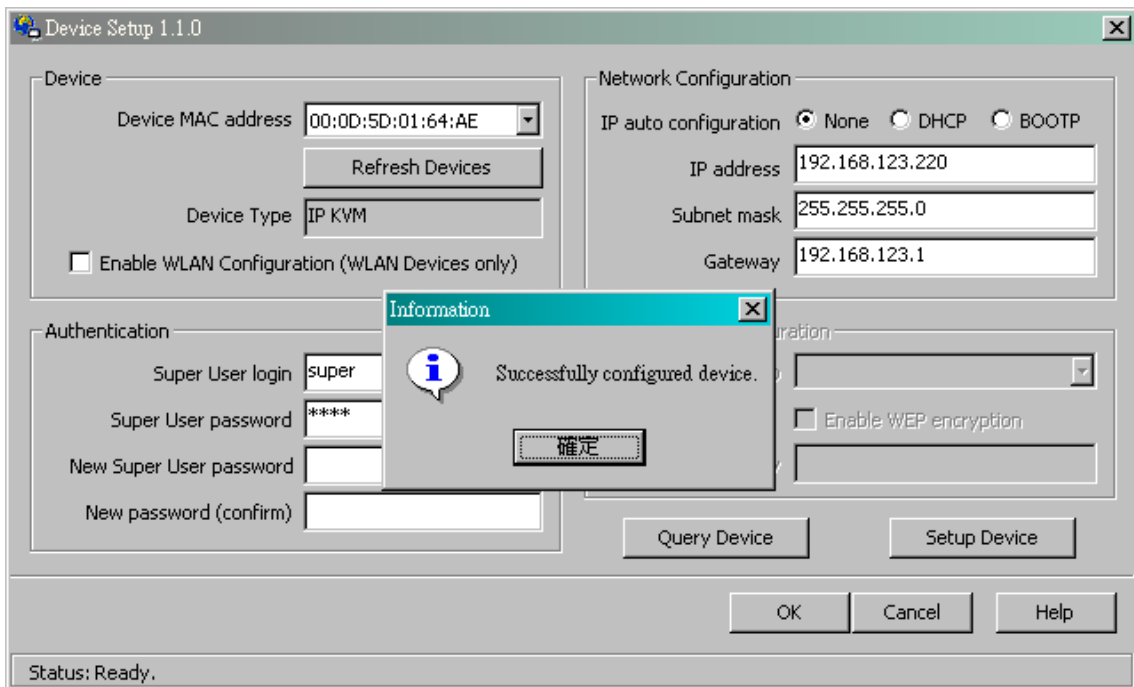 Device Setup 1.1.0
Device
Device MAC address 00:0D:5D:01:64:AE
Refresh Devices
Device Type IP KVM
Enable WLAN Configuration (WLAN Devices only)
Network Configuration
IP auto configuration None DHCP BOOTP
IP address 192.168.123.220
Subnet mask 255.255.255.0
Gateway 192.168.123.1
Authentication
Super User login super
Super User password ****
New Super User password
New password (confirm)
Information
Successfully configured device.
確定
Enable WEP encryption
Query Device Setup Device
OK Cancel Help
Status: Ready.